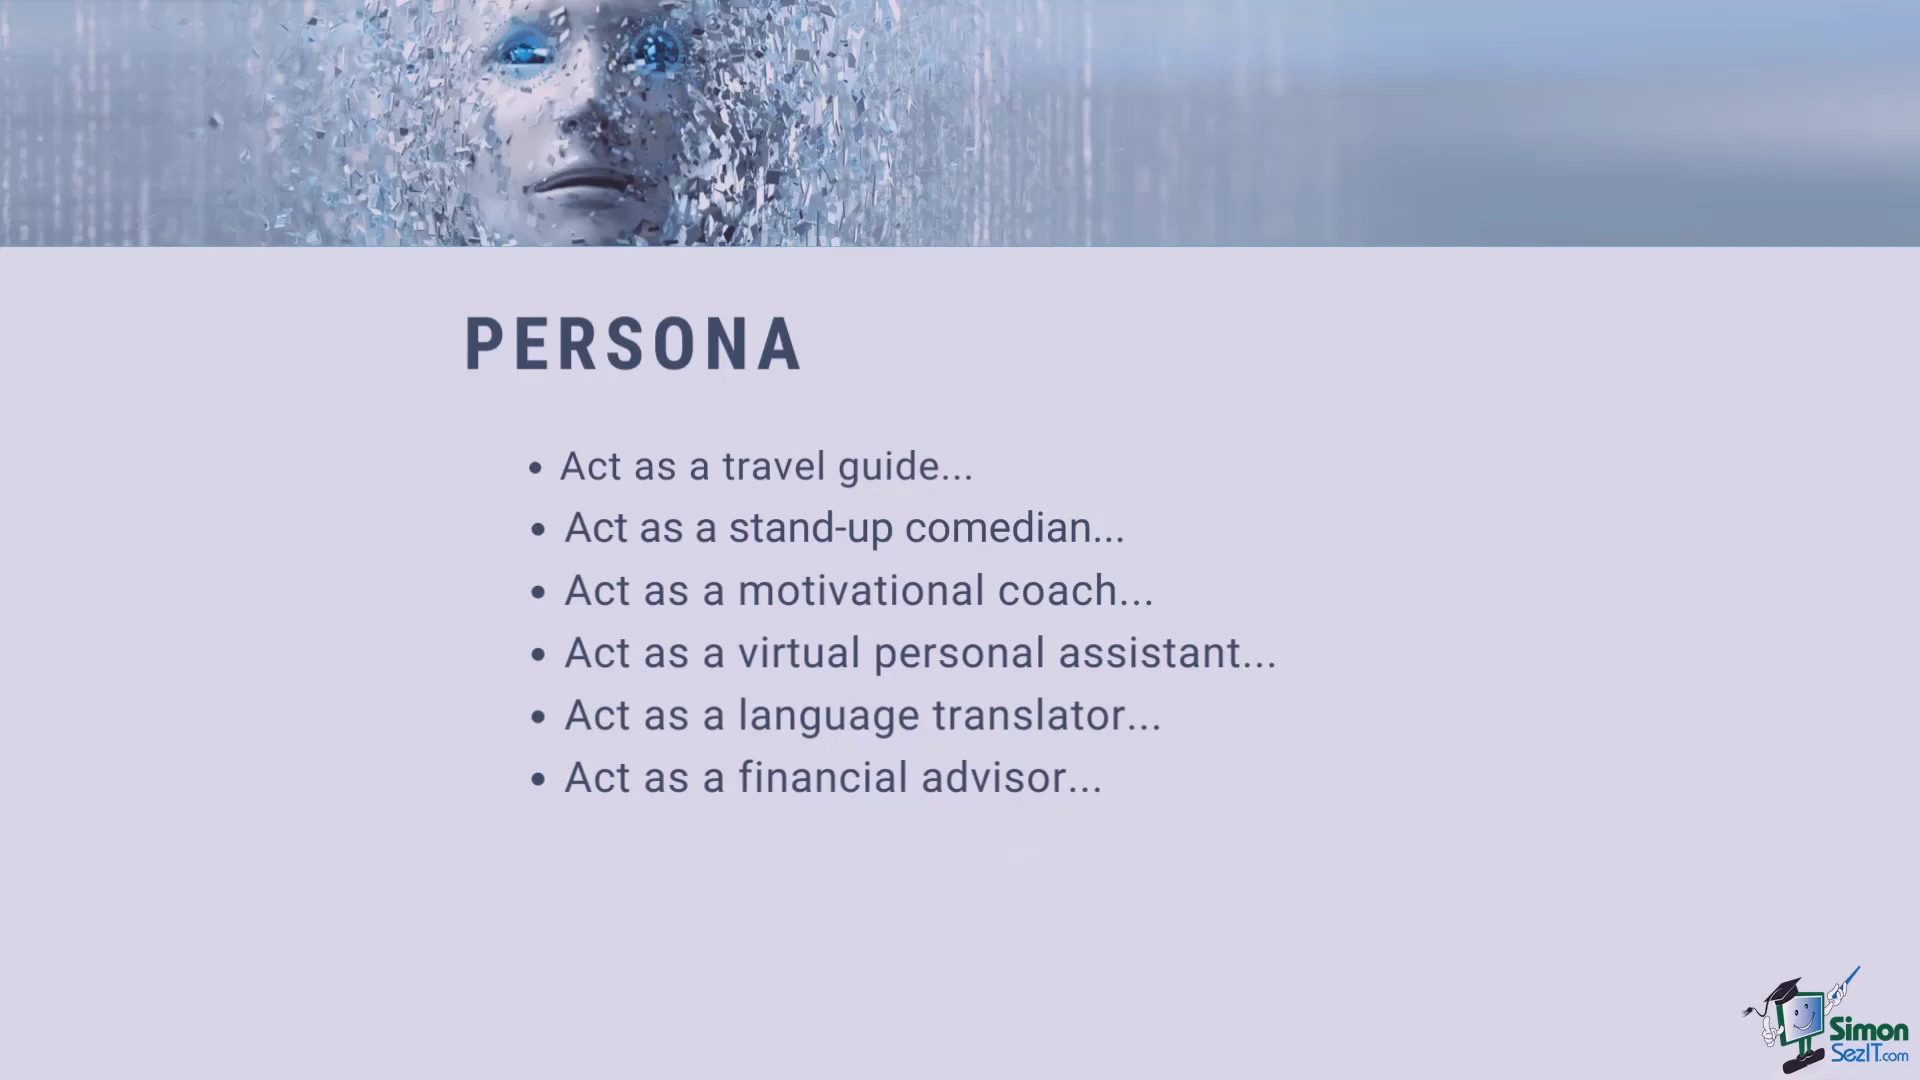 PERSONA
• Act as a travel guide...
• Act as a stand-up comedian...
• Act as a motivational coach...
• Act as a virtual personal assistant...
• Act as a language translator...
• Act as a financial advisor...
Simon
SezIT.com